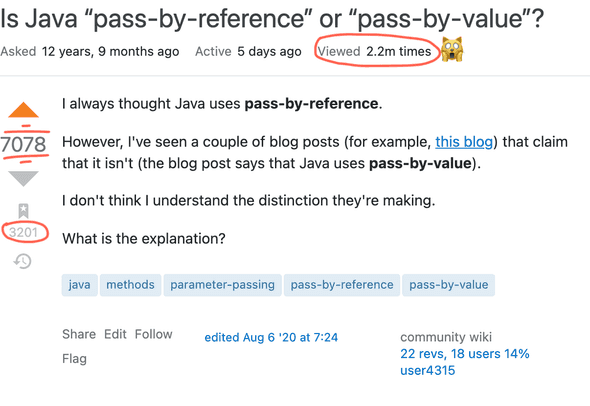 Is Java “pass-by-reference” or “pass-by-value”?
Asked 12 years, 9 months ago Active 5 days ago Viewed 2.2m times
I always thought Java uses pass-by-reference.
7078
However, I've seen a couple of blog posts (for example, this blog) that claim
that it isn't (the blog post says that Java uses pass-by-value).
I don't think I understand the distinction they're making.
3201
What is the explanation?
java methods parameter-passing pass-by-reference pass-by-value
Share Edit Follow
Flag
edited Aug 6 '20 at 7:24
community wiki
22 revs, 18 users 14%
user4315